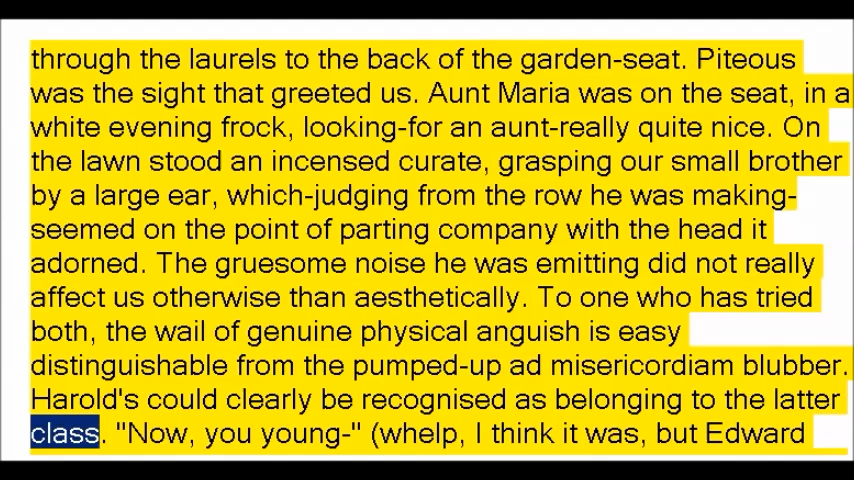 through the laurels to the back of the garden-seat. Piteous
was the sight that greeted us. Aunt Maria was on the seat, in a
white evening frock, looking-for an aunt-really quite nice. On
the lawn stood an incensed curate, grasping our small brother
by a large ear, which-judging from the row he was making-
seemed on the point of parting company with the head it
adorned. The gruesome noise he was emitting did not really
affect us otherwise than aesthetically. To one who has tried
both, the wail of genuine physical anguish is easy
distinguishable from the pumped-up ad misericordiam blubber.
Harold's could clearly be recognised as belonging to the latter
class. "Now, you young-" (whelp, I think it was, but Edward